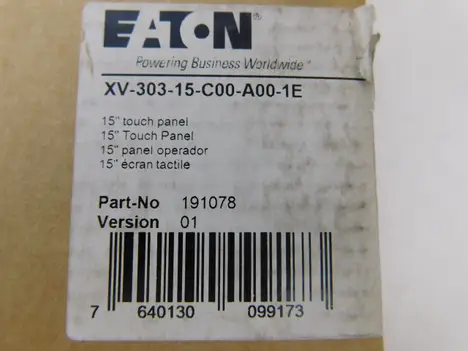 EATON®
Powering Business Worldwide
XV-303-15-C00-A00-1E
15" touch panel
15" Touch Panel
15" panel operador
15" écran tactile
Part-No 191078
Version 01
7 640130 099173